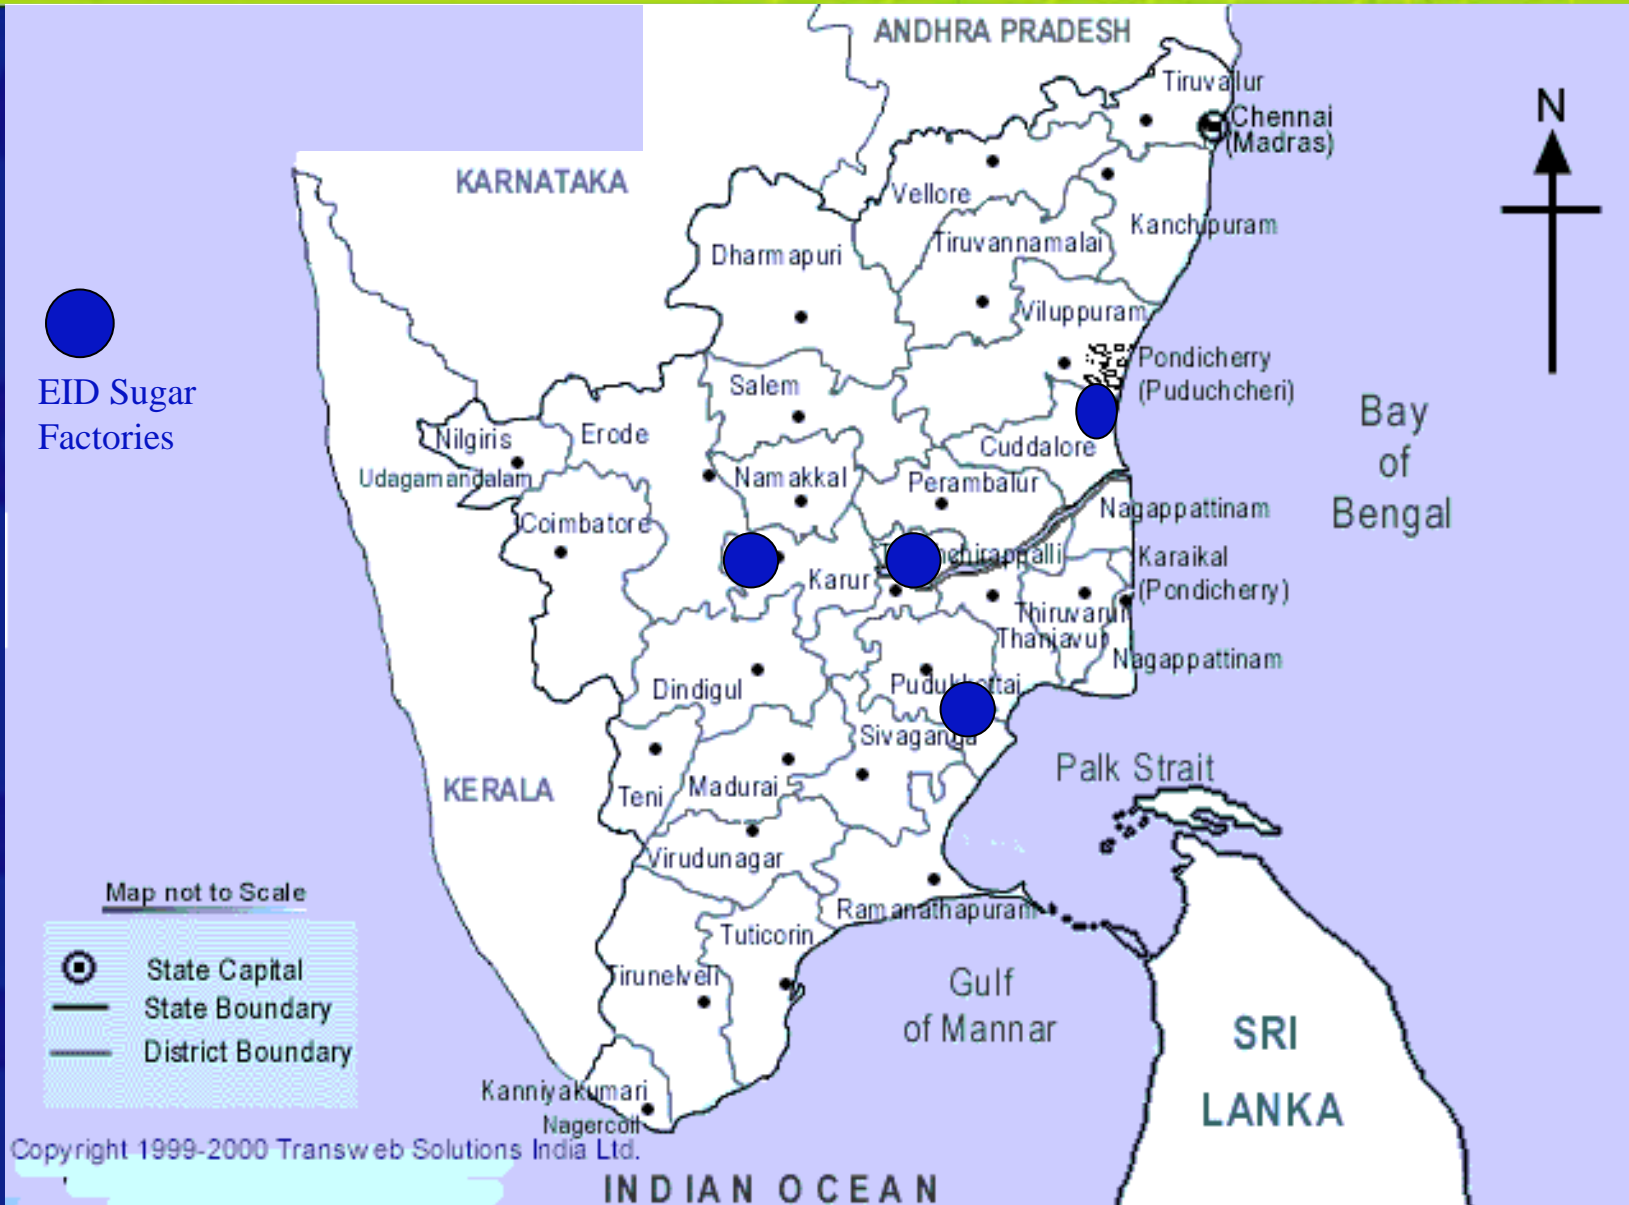 ANDHRA PRADESH
Tiruvallur
N
Chennai
(Madras)
KARNATAKA
Vellore
Kanchipuram
Dharmapuri
Tiruvannamalai
Viluppuram
Pondicherry
(Puduchcheri)
EID Sugar
Factories
Salem
Bay
of
Bengal
Nilgiris
Erode
Cuddalore
Udagamandalam
Namakkal
Perambalur
Nagappattinam
Coimbatore
chirappalli
Karaikal
(Pondicherry)
Karur
Thiruvarur
Thanjavur
Nagappattinam
Dindigul
Pudukkottai
Sivaganga
Palk Strait
KERALA
Teni
Madurai
Virudunagar
Map not to Scale
Ramanathapuram
Tuticorin
State Capital
State Boundary
District Boundary
Tirunelveli
Gulf
of Mannar
SRI
LANKA
Kanniyakumari
Nagercoil
Copyright 1999-2000 Transweb Solutions India Ltd.
INDIAN OCEAN